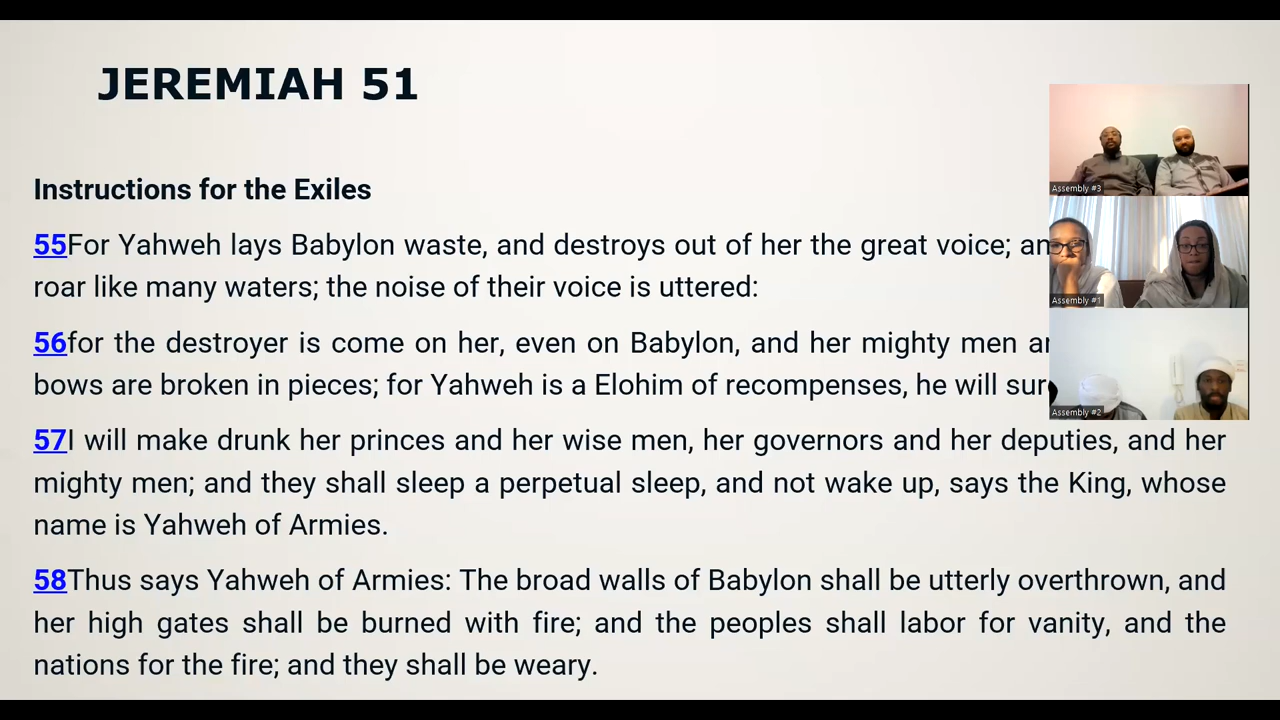 JEREMIAH 51
Instructions for the Exiles
55For Yahweh lays Babylon waste, and destroys out of her the great voice;
roar like many waters; the noise of their voice is uttered:
56for the destroyer is come on her, even on Babylon, and her mighty men
bows are broken in pieces; for Yahweh is a Elohim of recompenses, he will
57I will make drunk her princes and her wise men, her governors and her deputies, and her
mighty men; and they shall sleep a perpetual sleep, and not wake up, says the King, whose
name is Yahweh of Armies.
58Thus says Yahweh of Armies: The broad walls of Babylon shall be utterly overthrown, and
her high gates shall be burned with fire; and the peoples shall labor for vanity, and the
nations for the fire; and they shall be weary.
Assembly #3
Assembly #1
Assembly #2